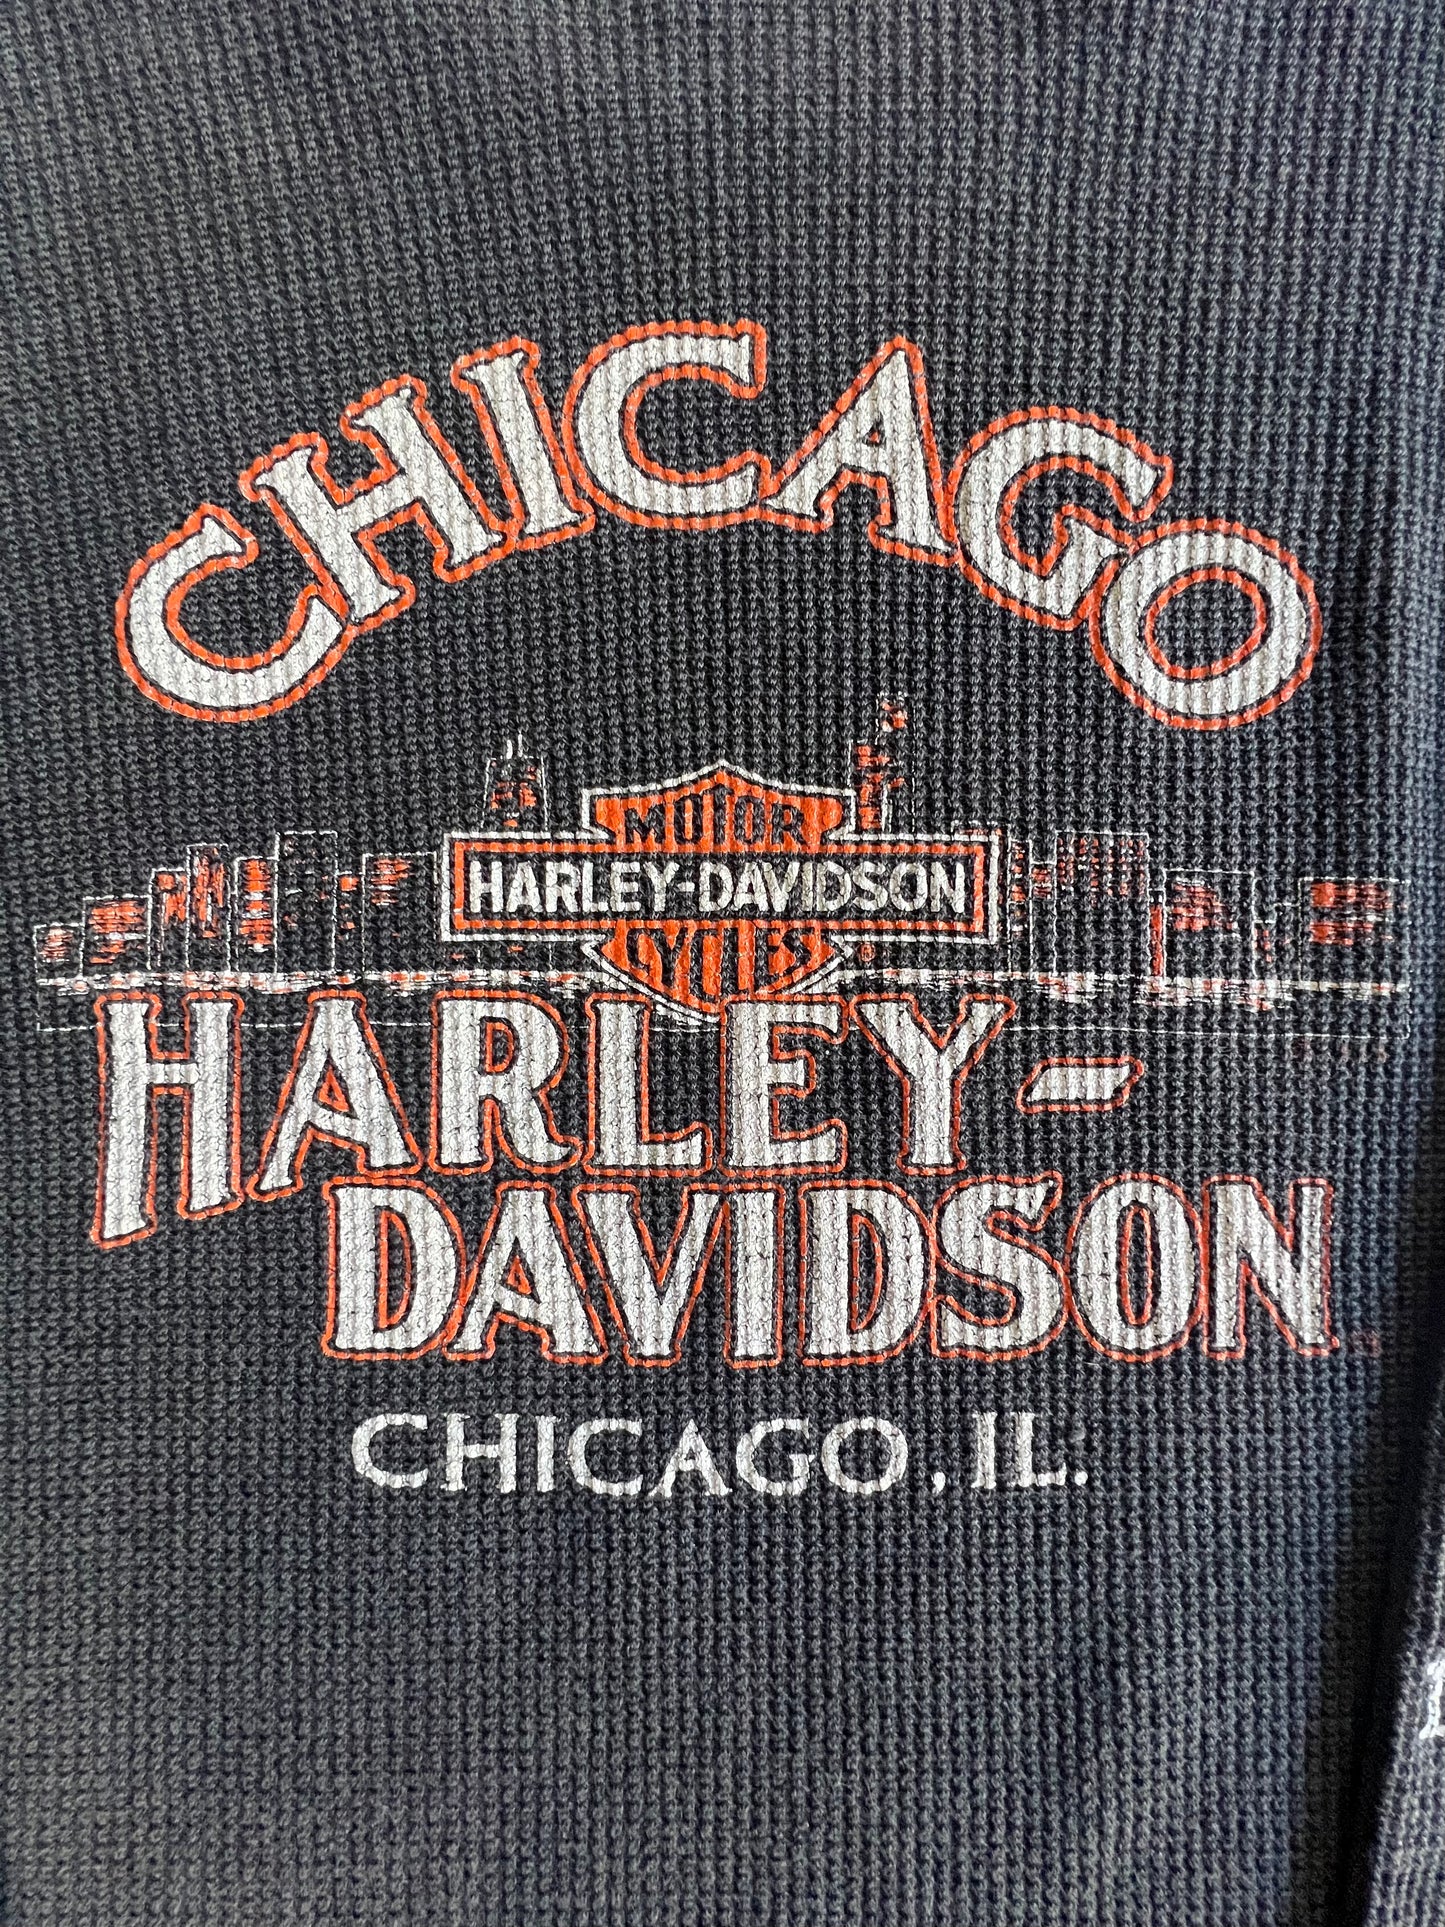 CHICAGO
MOTOR
HARLEY-DAVIDSON
CYCLES
HARLEY-
DAVIDSON
CHICAGO, IL.